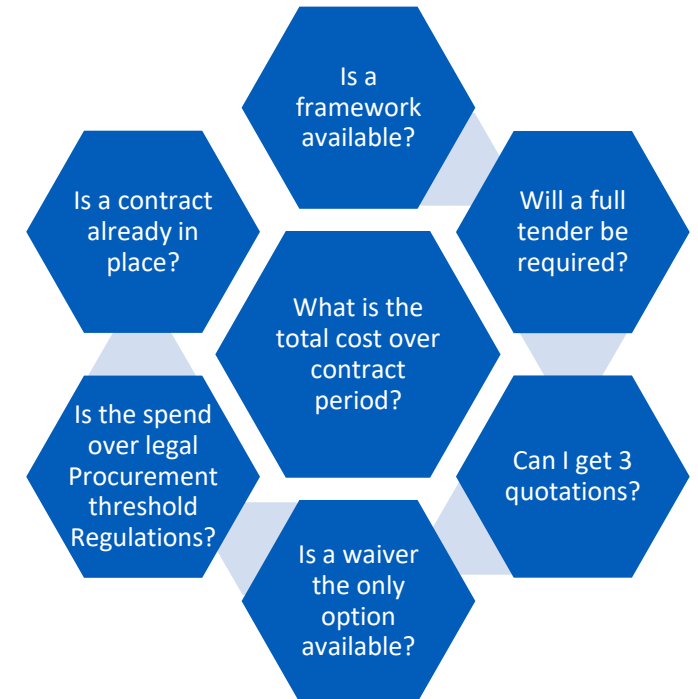 Is a
framework
available?
Is a contract
already in
place?
Will a full
tender be
required?
What is the
total cost over
contract
period?
Is the spend
over legal
Procurement
threshold
Regulations?
Can I get 3
quotations?
Is a waiver
the only
option
available?